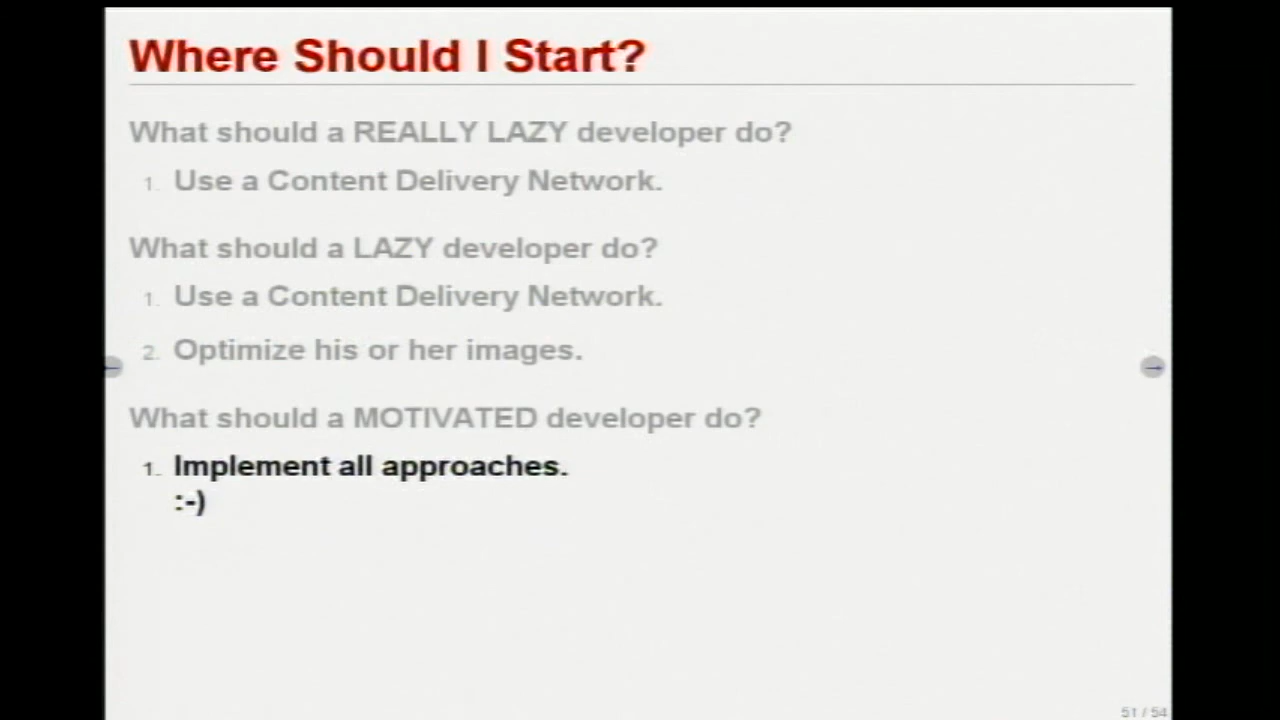 Where Should I Start?
What should a REALLY LAZY developer do?
1. Use a Content Delivery Network.
What should a LAZY developer do?
1. Use a Content Delivery Network.
2. Optimize his or her images.
What should a MOTIVATED developer do?
1. Implement all approaches.
:-)
51 / 54